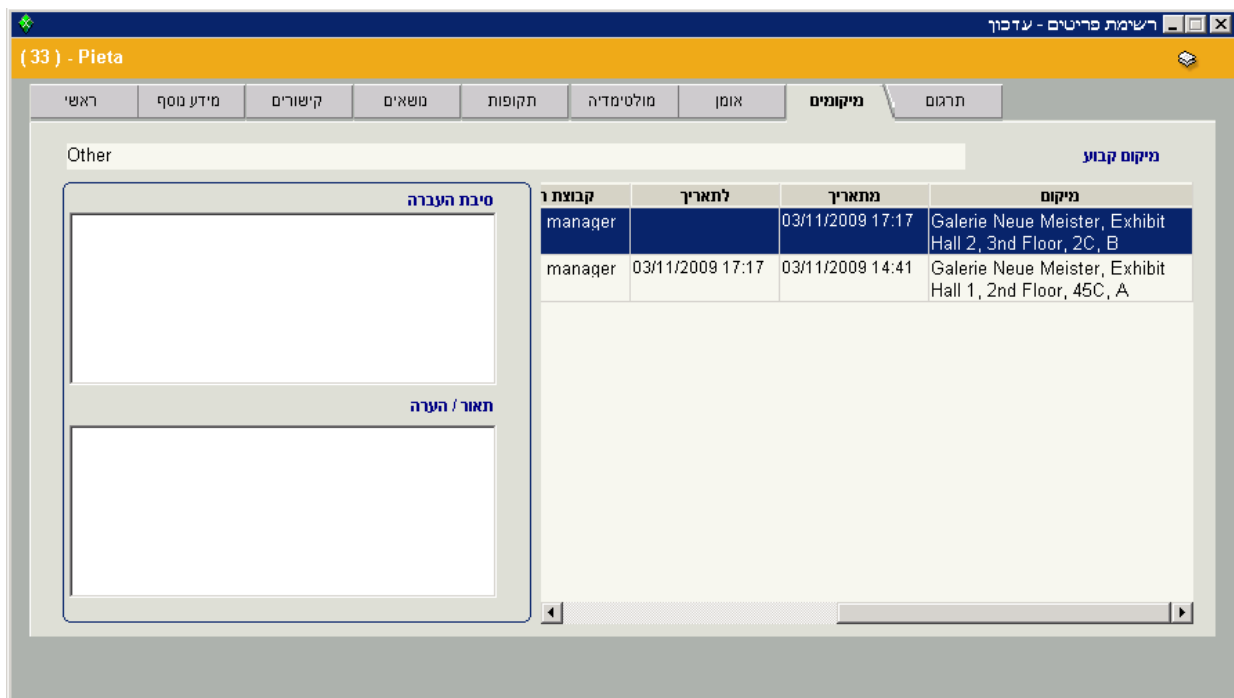 רשימת פריטים - עדכון
( 33 ) - Pieta
ראשי
מידע נוסף
קישורים
נושאים
תקופות
מולטימדיה
אומן
מיקומים
תרגום
מיקום קבוע
Other
מיקום
מתאריך
לתאריך
קבוצת
Galerie Neue Meister, Exhibit
Hall 2, 3nd Floor, 2C, B
03/11/2009 17:17
manager
Galerie Neue Meister, Exhibit
Hall 1, 2nd Floor, 45C, A
03/11/2009 14:41
03/11/2009 17:17
manager
סיבת העברה
תאור / הערה